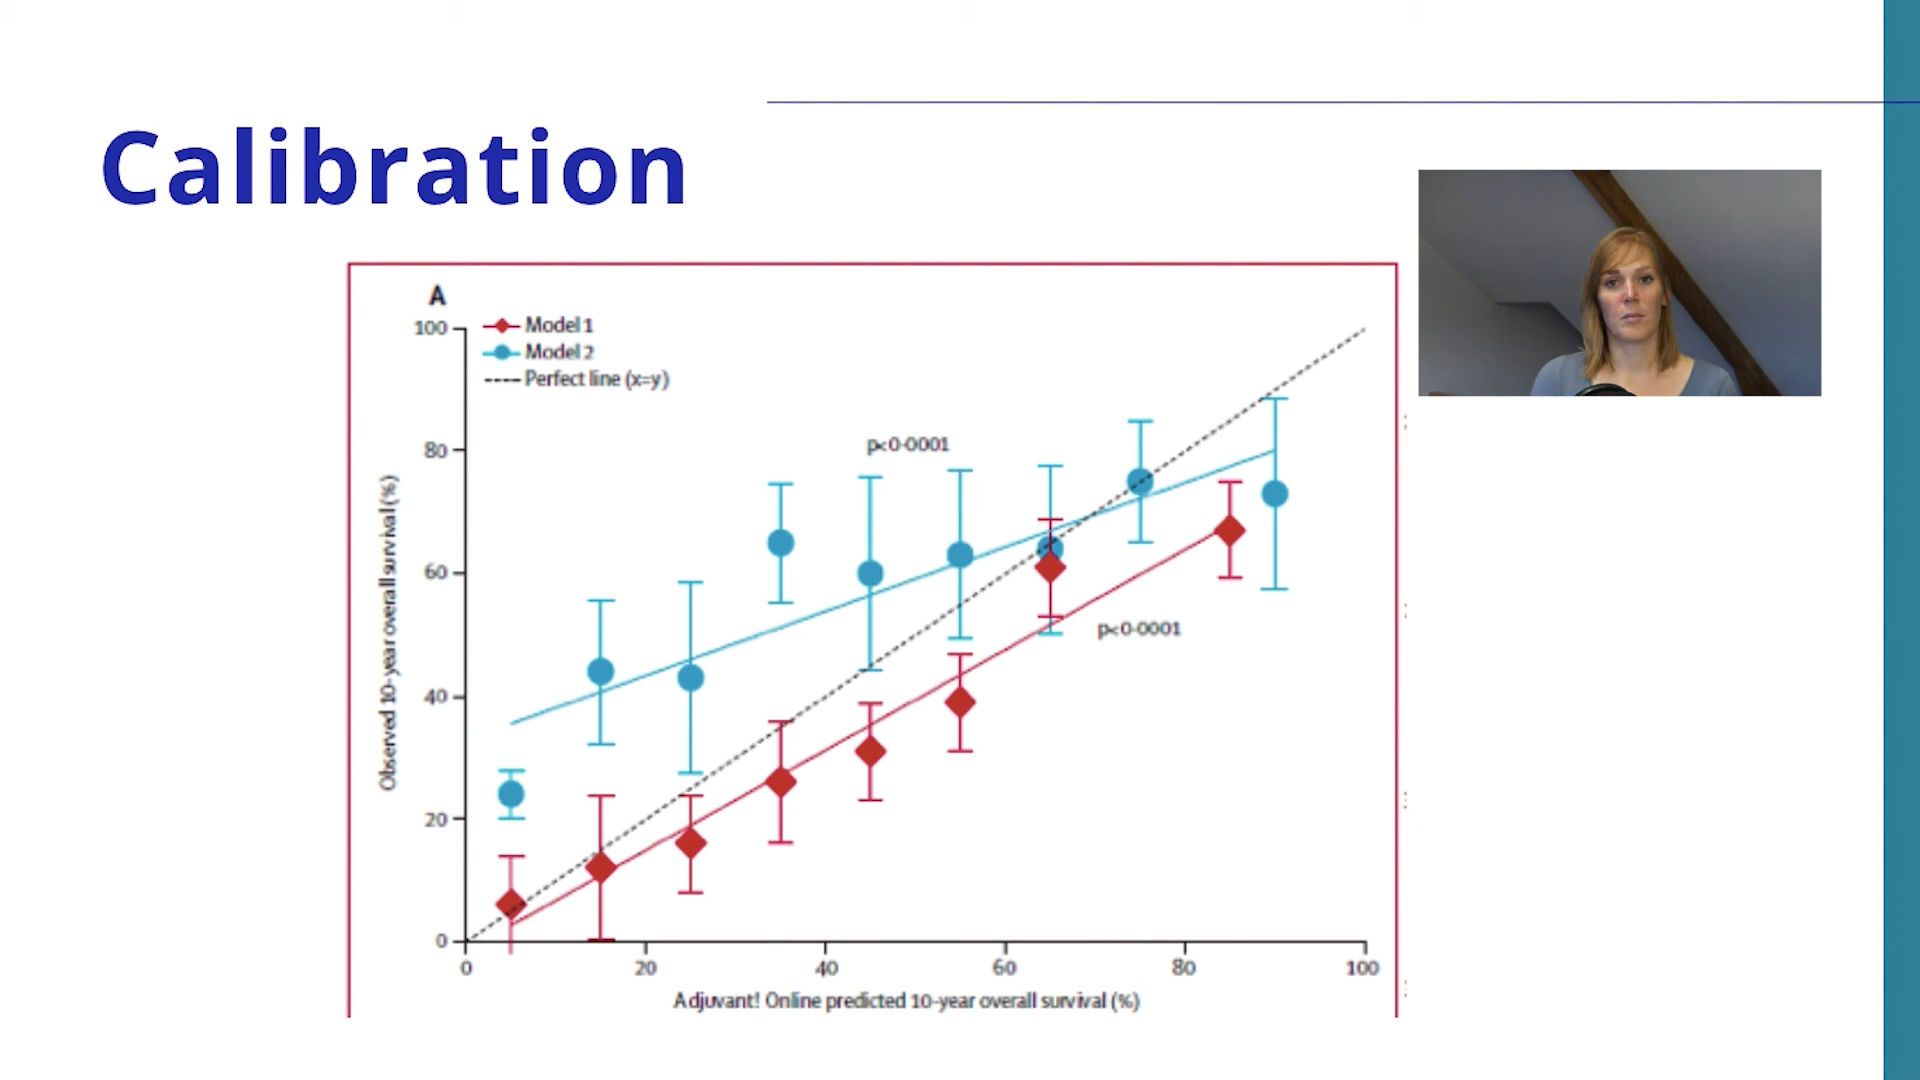 Calibration
A
Model 1
Model 2
Perfect line (x=y)
100
80
60
40
20
0
Observed 10-year overall survival (%)
p<0·0001
p<0·0001
0 20 40 60 80 100
Adjuvant! Online predicted 10-year overall survival (%)